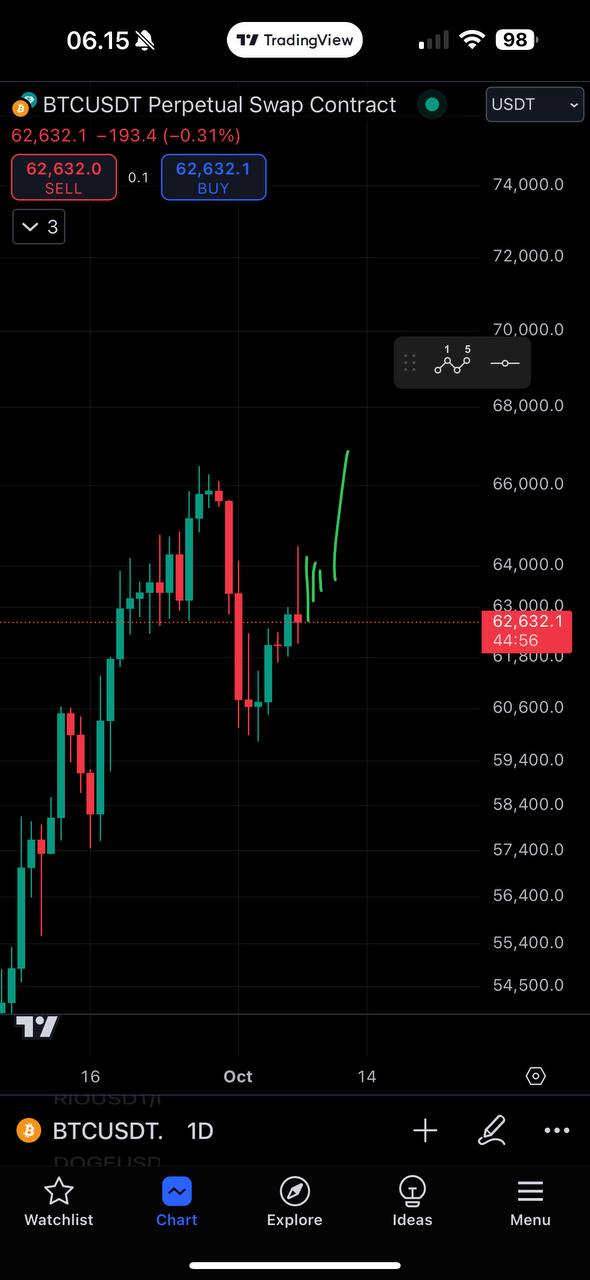 06.15 TradingView 98
BTCUSDT Perpetual Swap Contract USDT
62,632.1 −193.4 (−0.31%)
62,632.0 SELL 0.1 62,632.1 BUY
3
74,000.0
72,000.0
70,000.0
1 5
68,000.0
66,000.0
64,000.0
63,000.0
62,632.1
44:56
61,800.0
60,600.0
59,400.0
58,400.0
57,400.0
56,400.0
55,400.0
54,500.0
16 Oct 14
BTCUSDT. 1D
Watchlist Chart Explore Ideas Menu